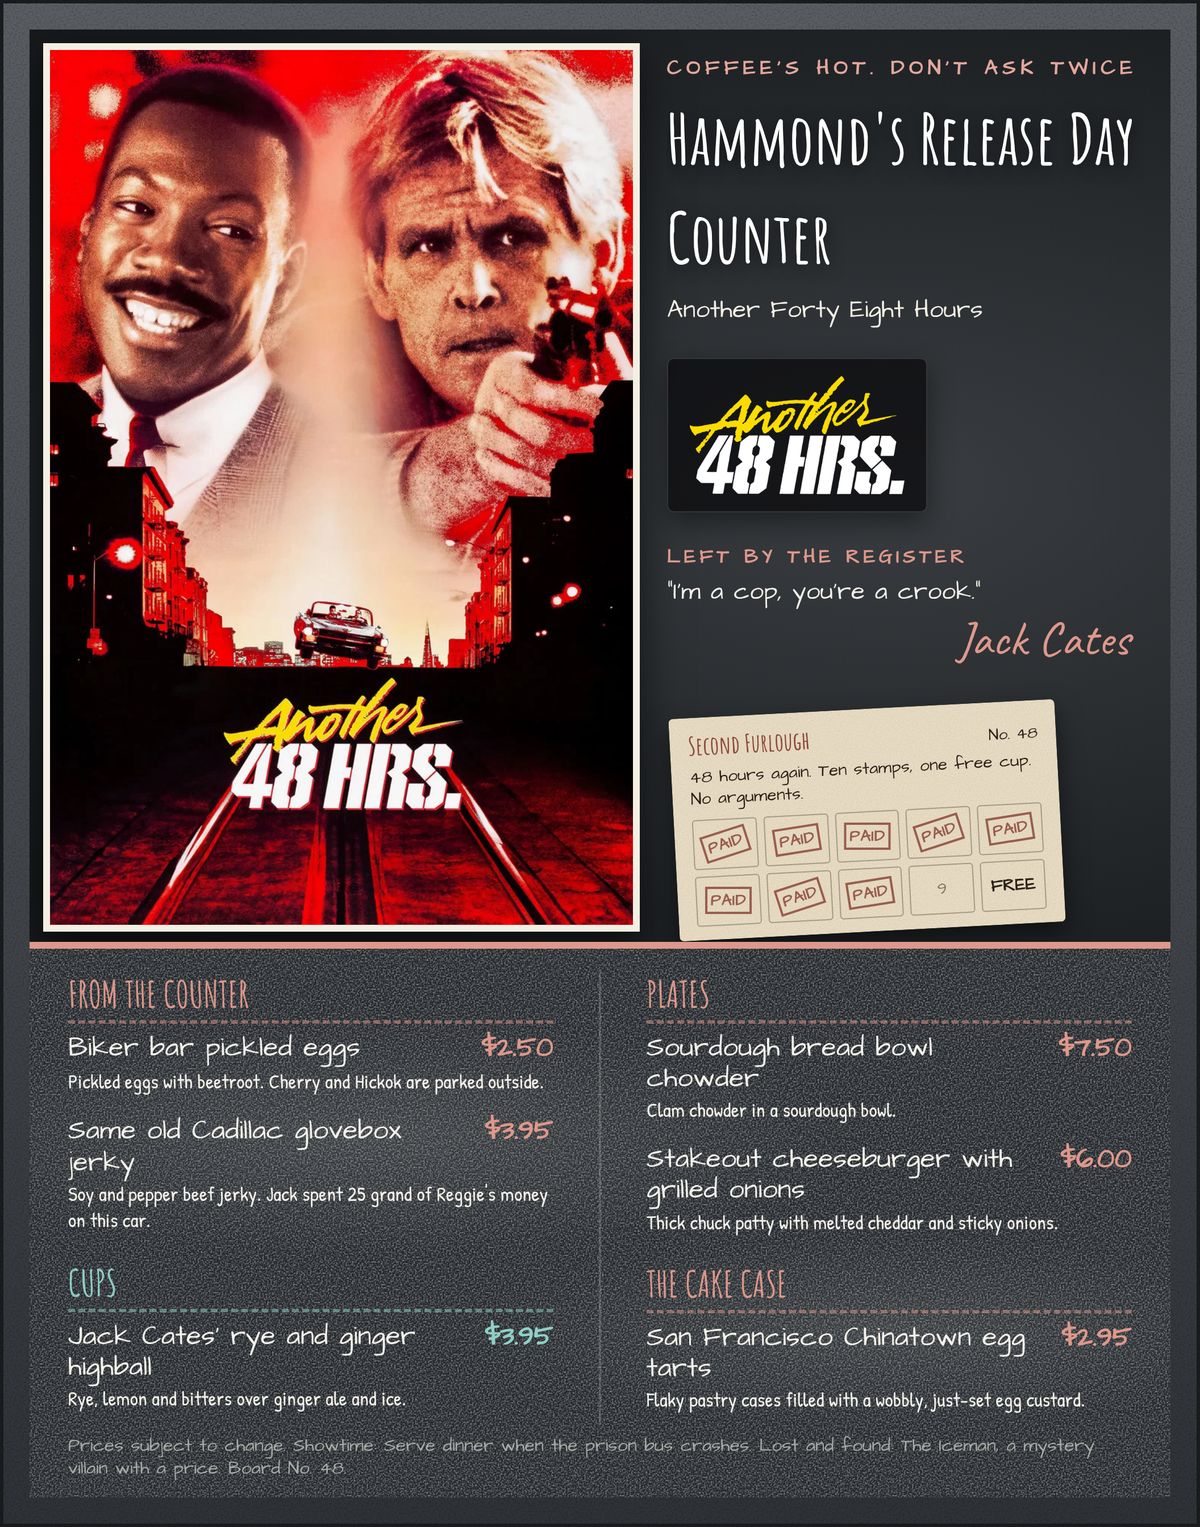 COFFEE'S HOT. DON'T ASK TWICE
Hammond's Release Day
Counter
Another Forty Eight Hours
Another
48 HRS.
LEFT BY THE REGISTER
"I'm a cop, you're a crook."
Jack Cates
Another
48 HRS.
Second Furlough
No. 48
48 hours again. Ten stamps, one free cup.
No arguments.
PAID PAID PAID PAID PAID
PAID PAID PAID 9 FREE
FROM THE COUNTER
Biker bar pickled eggs $2.50
Pickled eggs with beetroot. Cherry and Hickok are parked outside.
Same old Cadillac glovebox $3.95
jerky
Soy and pepper beef jerky. Jack spent 25 grand of Reggie's money
on this car.
CUPS
Jack Cates' rye and ginger $3.95
highball
Rye, lemon and bitters over ginger ale and ice.
PLATES
Sourdough bread bowl $7.50
chowder
Clam chowder in a sourdough bowl.
Stakeout cheeseburger with $6.00
grilled onions
Thick chuck patty with melted cheddar and sticky onions.
THE CAKE CASE
San Francisco Chinatown egg $2.95
tarts
Flaky pastry cases filled with a wobbly, just-set egg custard.
Prices subject to change. Showtime: Serve dinner when the prison bus crashes. Lost and found: The Iceman, a mystery
villain with a price. Board No. 48.